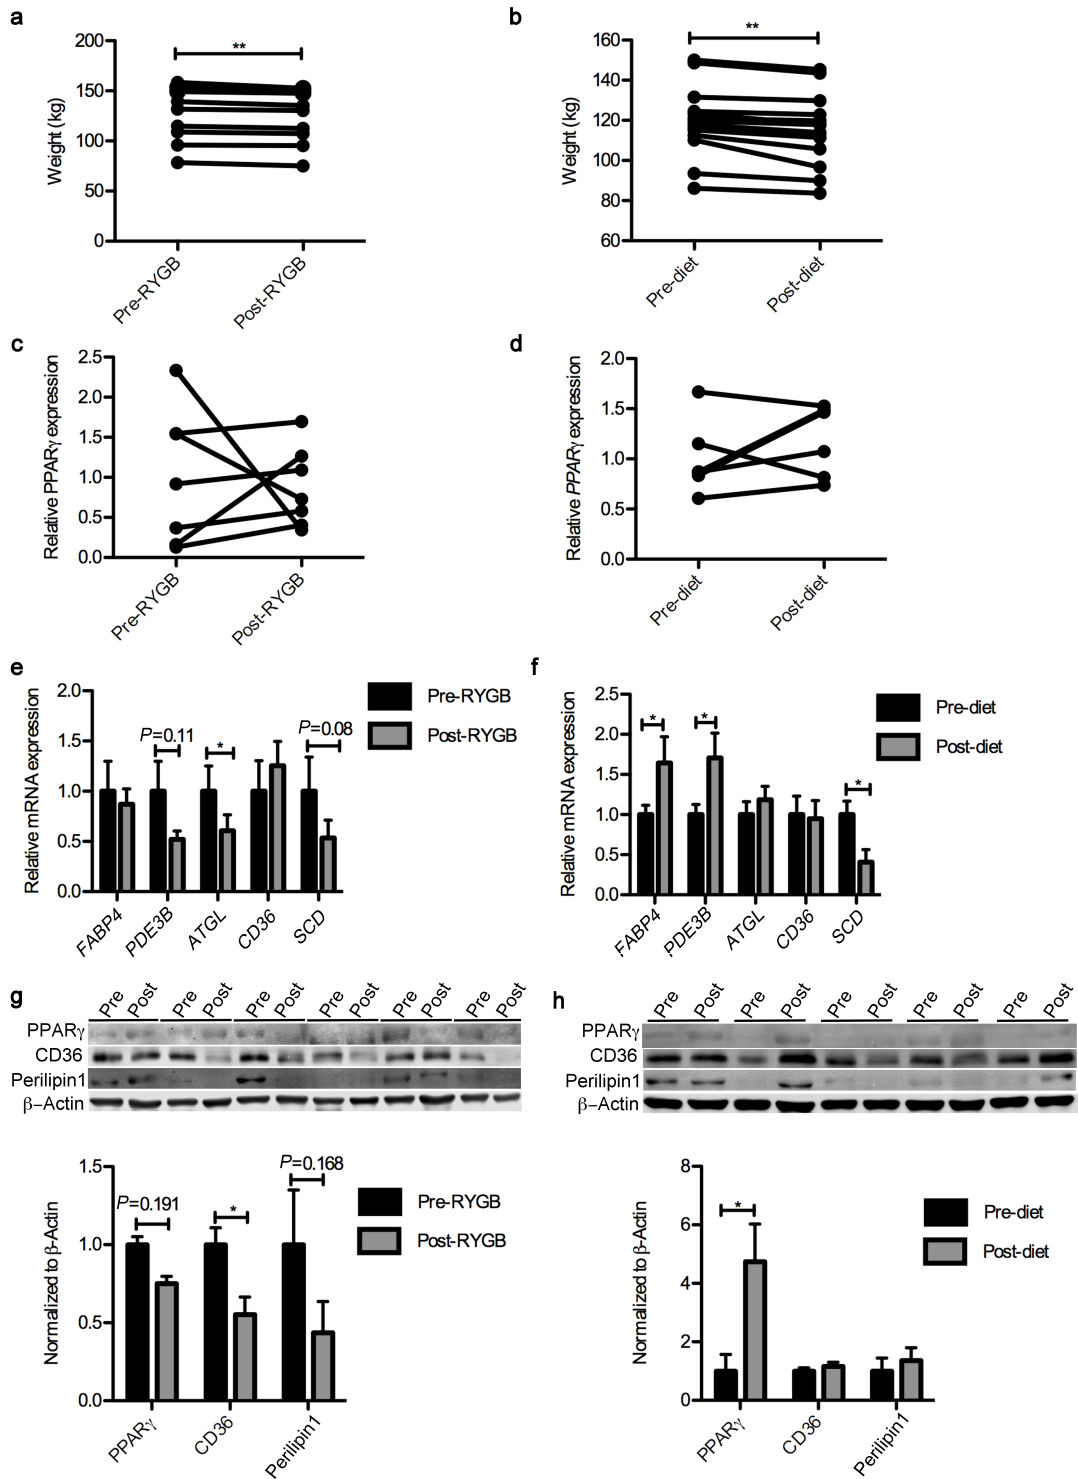 a
200
150
100
50
0
Weight (kg)
**
Pre-RYGB
Post-RYGB
b
160
140
120
100
80
60
Weight (kg)
**
Pre-diet
Post-diet
c
2.5
2.0
1.5
1.0
0.5
0.0
Relative PPARγ expression
Pre-RYGB
Post-RYGB
d
2.0
1.5
1.0
0.5
0.0
Relative PPARγ expression
Pre-diet
Post-diet
e
2.0
1.5
1.0
0.5
0.0
Relative mRNA expression
P=0.11
*
P=0.08
Pre-RYGB
Post-RYGB
FABP4
PDE3B
ATGL
CD36
SCD
f
2.5
2.0
1.5
1.0
0.5
0.0
Relative mRNA expression
*
*
*
Pre-diet
Post-diet
FABP4
PDE3B
ATGL
CD36
SCD
g
Pre Post Pre Post Pre Post Pre Post Pre Post Pre Post
PPARγ
CD36
Perilipin1
β–Actin
1.5
1.0
0.5
0.0
Normalized to β-Actin
P=0.191
*
P=0.168
Pre-RYGB
Post-RYGB
PPARγ
CD36
Perilipin1
h
Pre Post Pre Post Pre Post Pre Post Pre Post
PPARγ
CD36
Perilipin1
β–Actin
8
6
4
2
0
Normalized to β-Actin
*
Pre-diet
Post-diet
PPARγ
CD36
Perilipin1